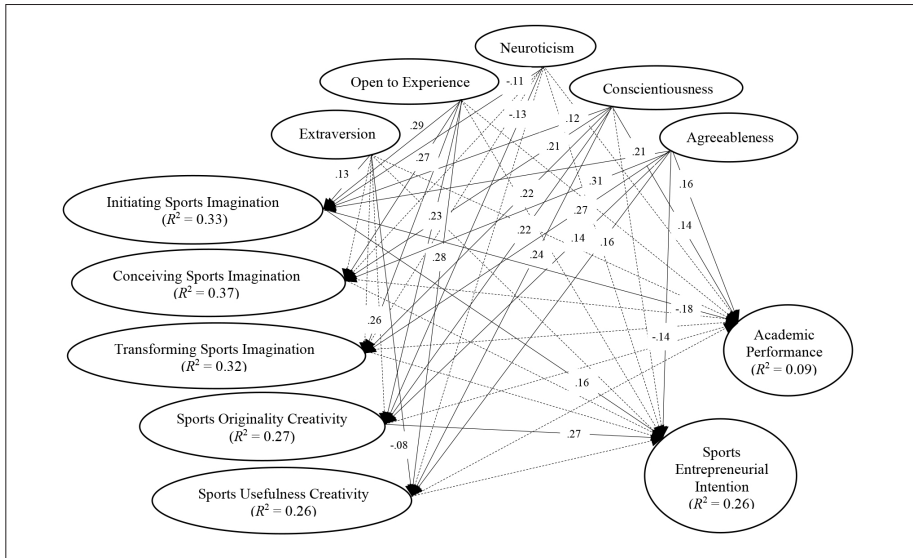 Neuroticism
Open to Experience
-.11
Conscientiousness
Extraversion
.29
-.13
.12
Agreeableness
.13
.27
.21
.21
.31
.16
Initiating Sports Imagination
(R² = 0.33)
.23
.22
.27
.22
.14
.14
.16
.28
.24
Conceiving Sports Imagination
(R² = 0.37)
-.18
.26
-.14
Transforming Sports Imagination
(R² = 0.32)
Academic
Performance
(R² = 0.09)
.16
Sports Originality Creativity
(R² = 0.27)
.27
-.08
Sports
Entrepreneurial
Intention
(R² = 0.26)
Sports Usefulness Creativity
(R² = 0.26)